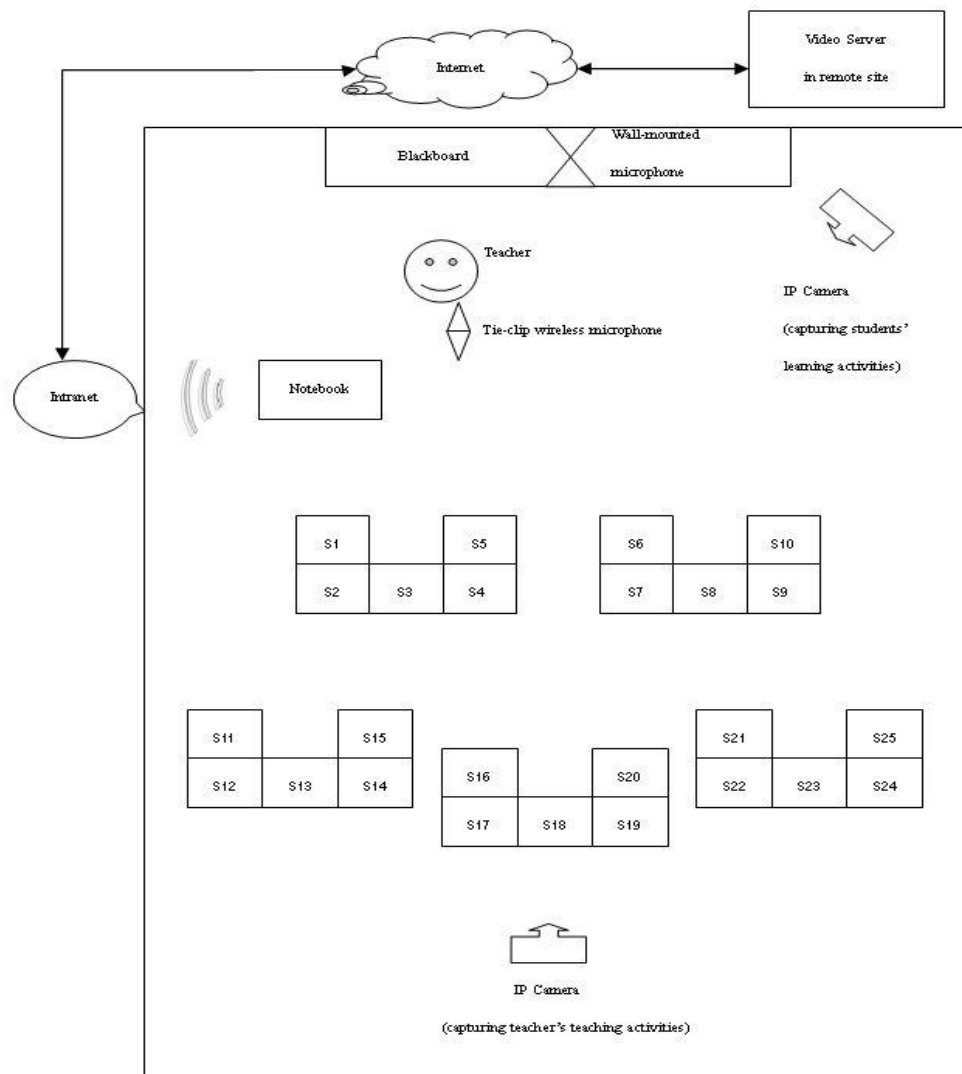 Video Server
in remote site
Internet
Wall-mounted
microphone
Blackboard
Teacher
Tie-clip wireless microphone
IP Camera
(capturing students’
learning activities)
Intranet
Notebook
S1
S5
S6
S10
S2
S3
S4
S7
S8
S9
S11
S15
S21
S25
S12
S13
S14
S16
S20
S22
S23
S24
S17
S18
S19
IP Camera
(capturing teacher’s teaching activities)